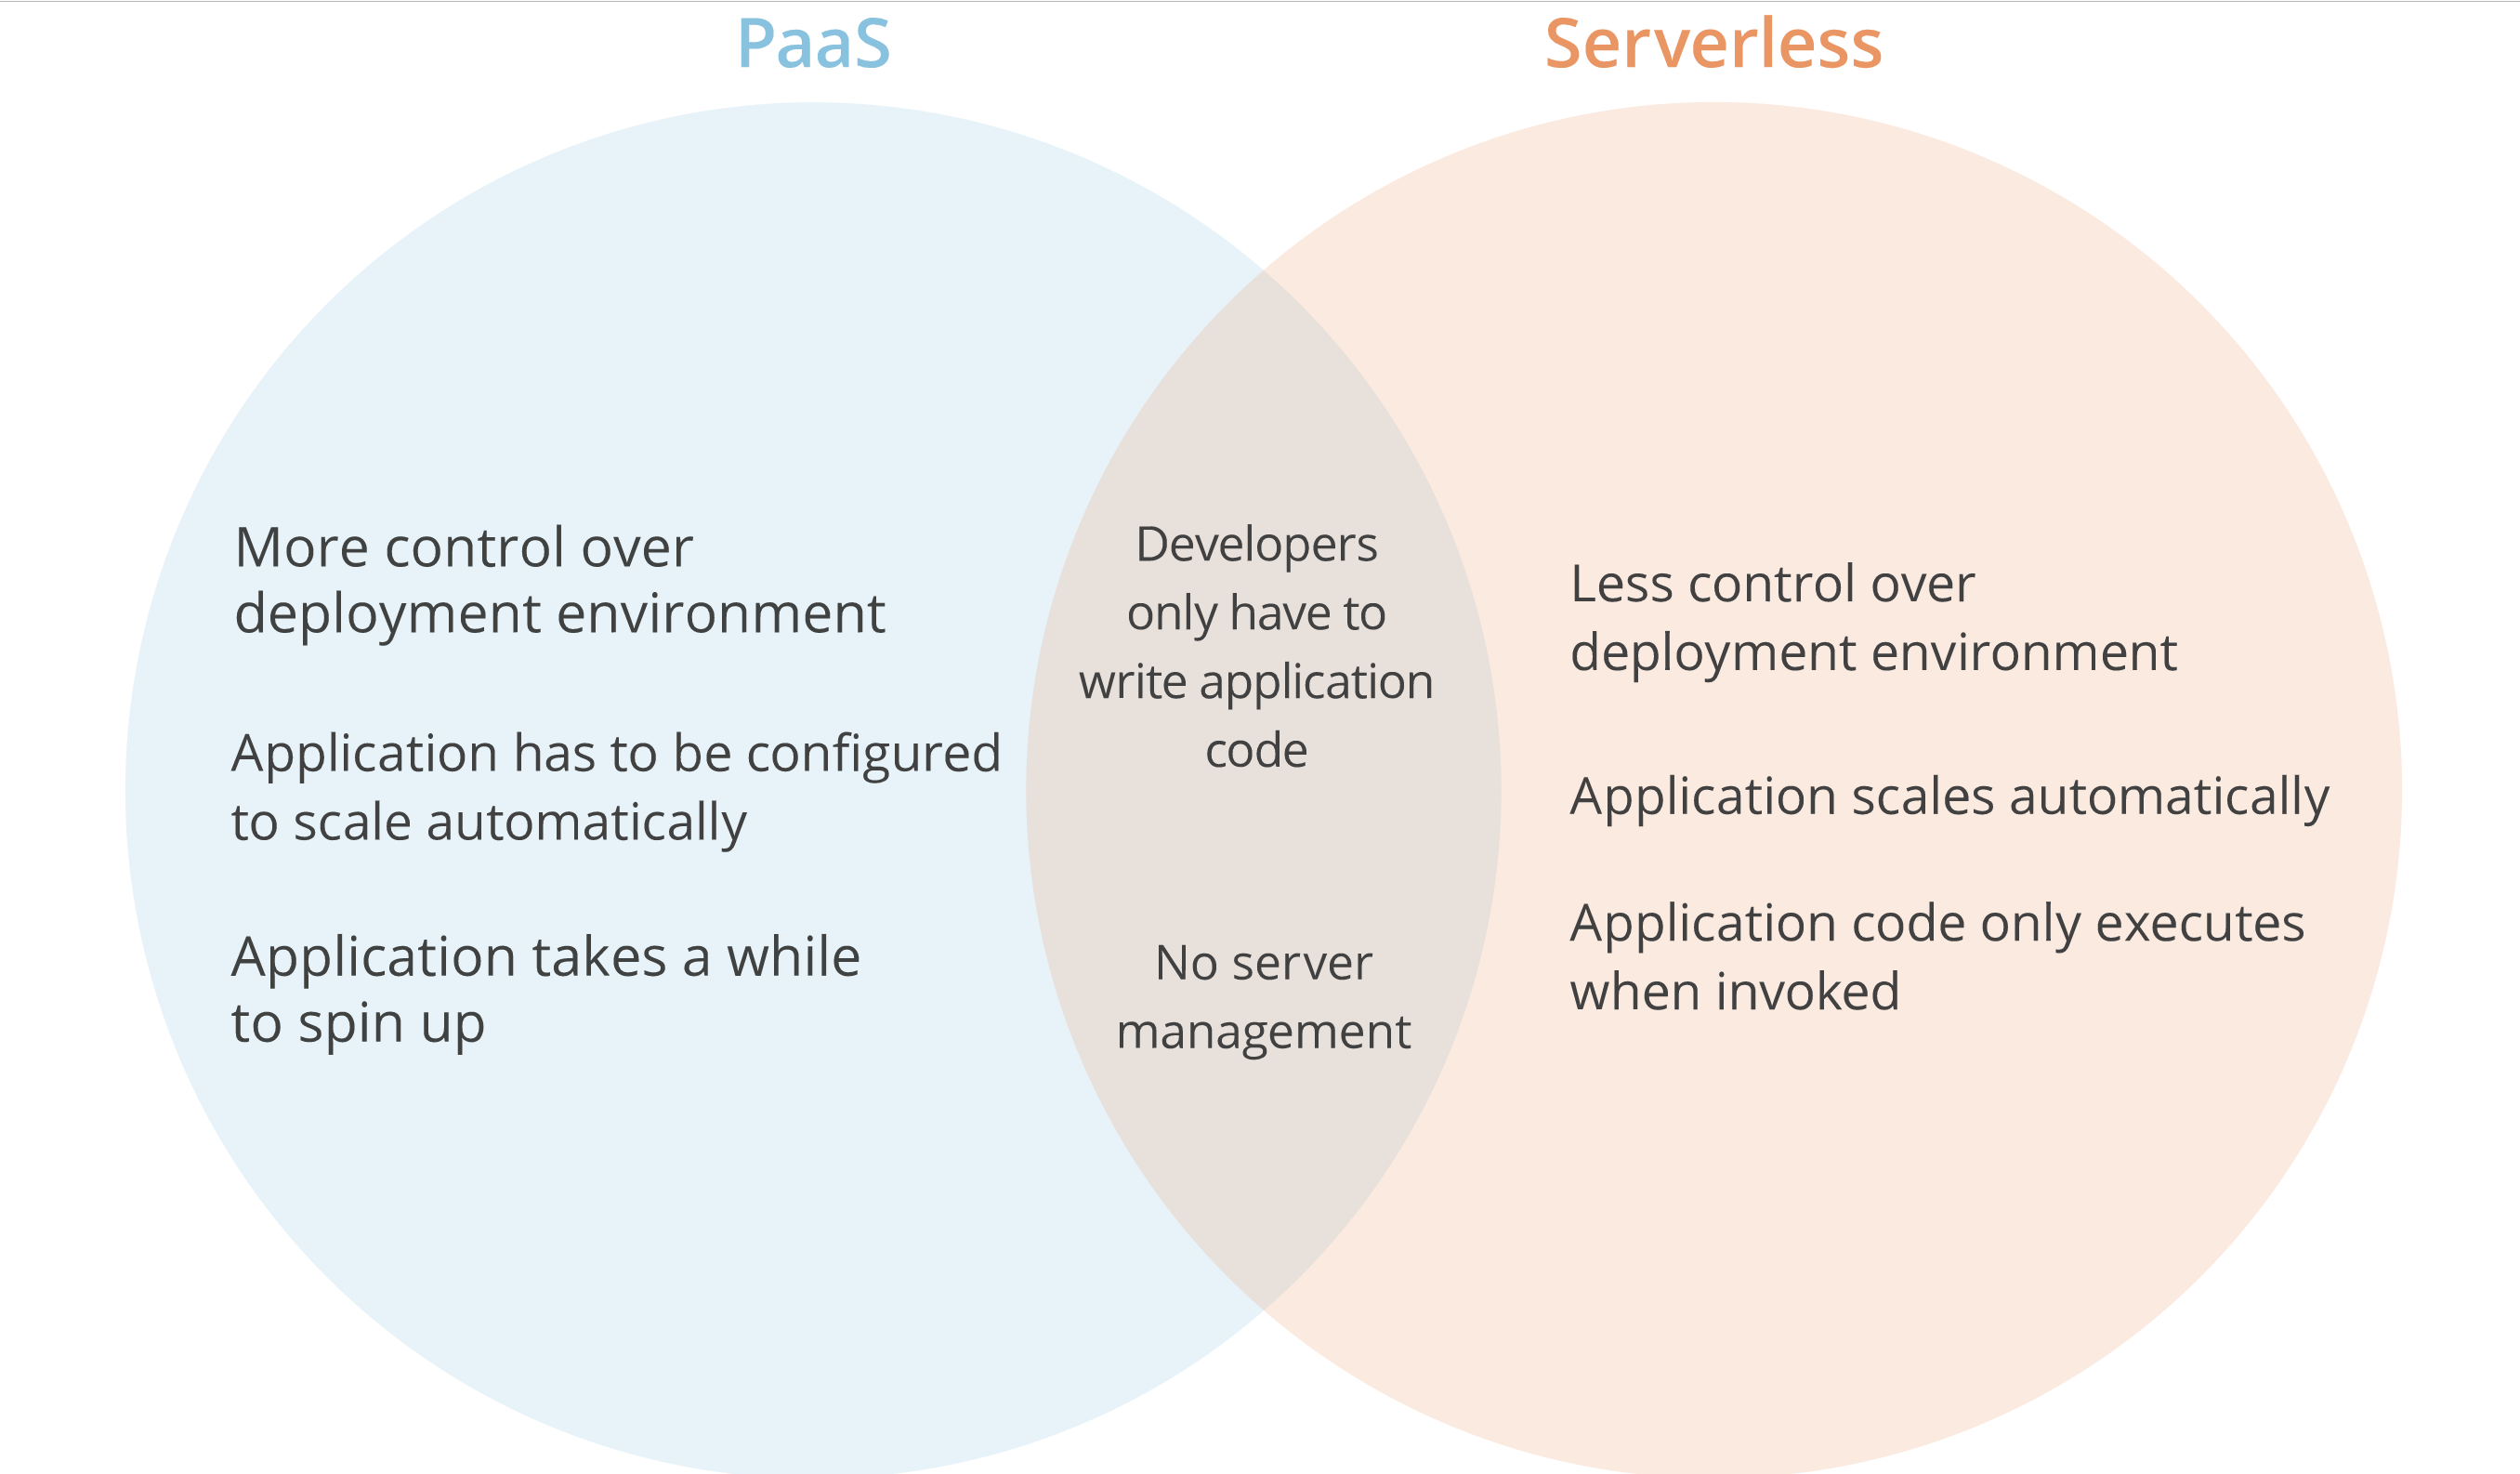 PaaS
Serverless
More control over
deployment environment
Application has to be configured
to scale automatically
Application takes a while
to spin up
Developers
only have to
write application
code
No server
management
Less control over
deployment environment
Application scales automatically
Application code only executes
when invoked